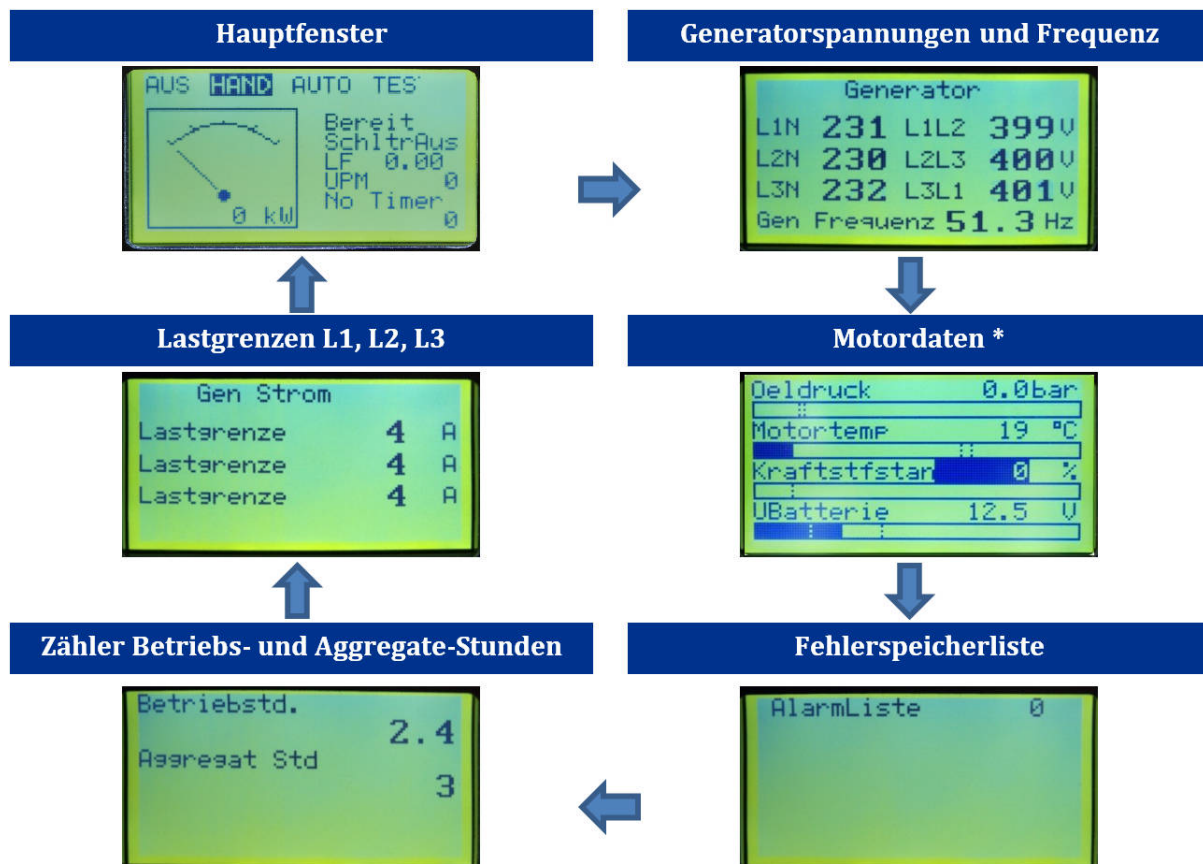 Hauptfenster
AUS HAND AUTO TES
Bereit
SchltrAus
LF 0.00
UPM 0
No Timer
0
0 kW
Generatorspannungen und Frequenz
Generator
L1N 231 L1L2 399 V
L2N 230 L2L3 400 V
L3N 232 L3L1 401 V
Gen Frequenz 51.3 Hz
Lastgrenzen L1, L2, L3
Gen Strom
Lastgrenze 4 A
Lastgrenze 4 A
Lastgrenze 4 A
Motordaten *
Oeldruck 0.0bar
Motortemp 19 °C
Kraftstfstan 0 %
UBatterie 12.5 V
Zähler Betriebs- und Aggregate-Stunden
Betriebstd.
2.4
Aggregat Std
3
Fehlerspeicherliste
AlarmListe 0